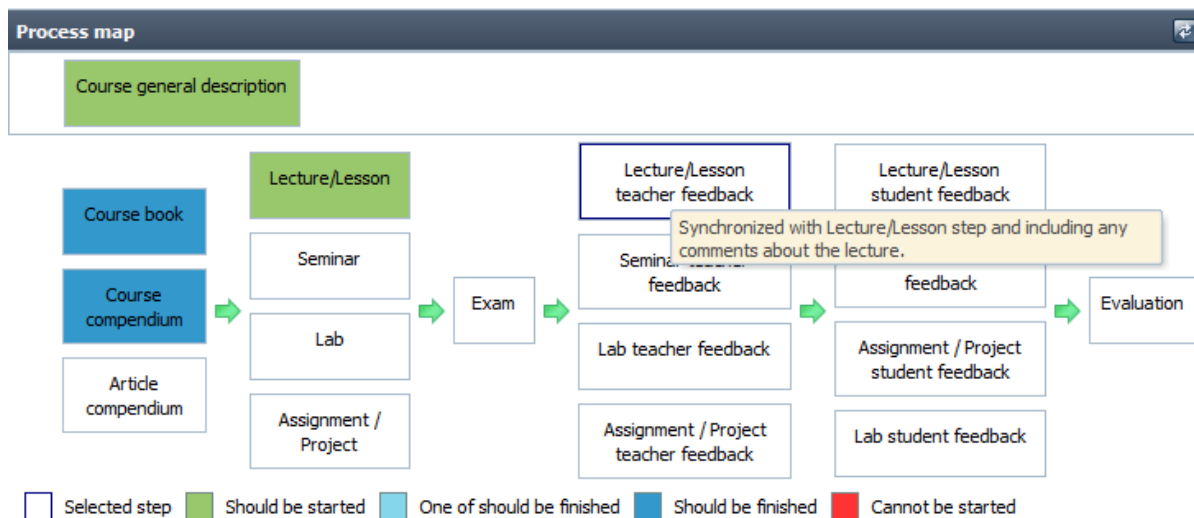 Process map
Course general description
Course book
Course
compendium
Article
compendium
Lecture/Lesson
Seminar
Lab
Assignment /
Project
Exam
Lecture/Lesson
teacher feedback
Synchronized with Lecture/Lesson step and including any
comments about the lecture.
Seminar teacher
feedback
Lab teacher feedback
Assignment / Project
teacher feedback
Lecture/Lesson
student feedback
feedback
Assignment / Project
student feedback
Lab student feedback
Evaluation
Selected step
Should be started
One of should be finished
Should be finished
Cannot be started